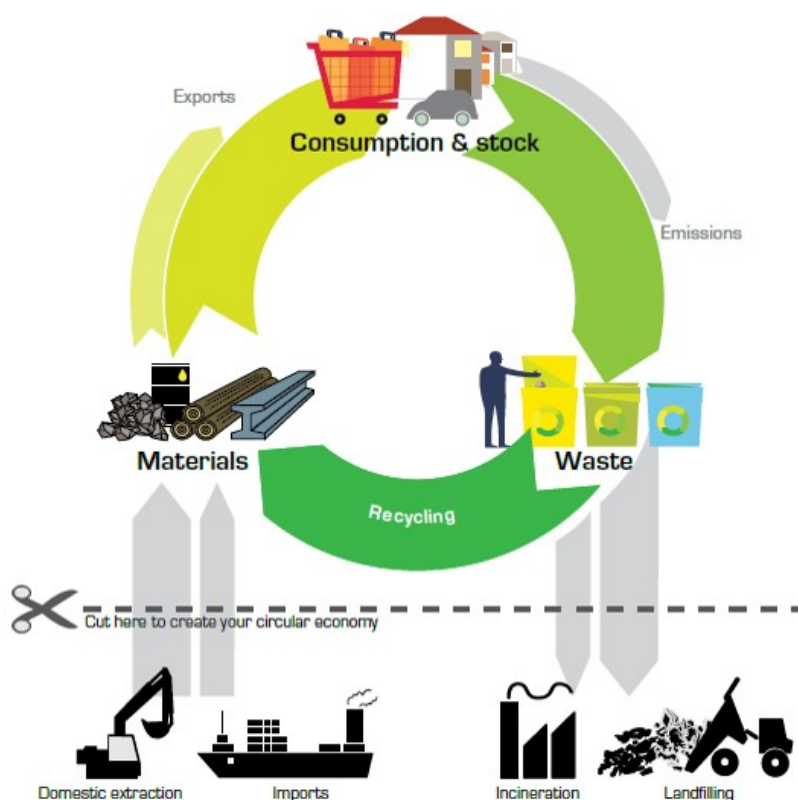 Exports
Consumption & stock
Emissions
Materials
Waste
Recycling
Cut here to create your circular economy
Domestic extraction
Imports
Incineration
Landfilling